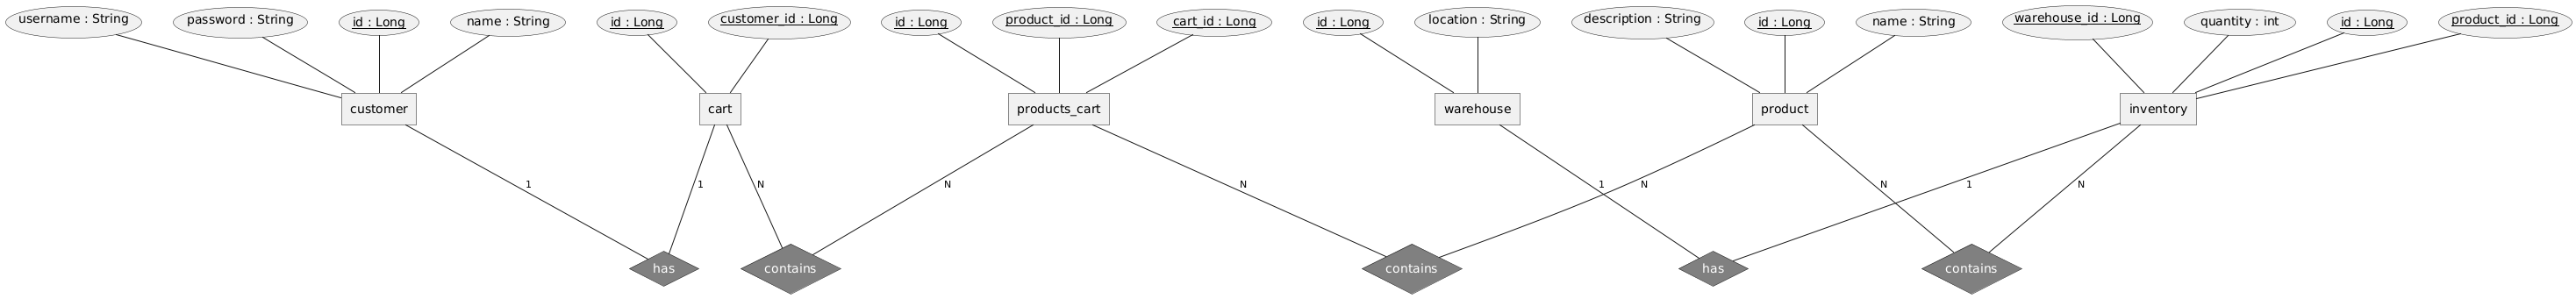 username : String
password : String
id : Long
name : String
id : Long
customer_id : Long
id : Long
product_id : Long
cart_id : Long
id : Long
location : String
description : String
id : Long
name : String
warehouse_id : Long
quantity : int
id : Long
product_id : Long
customer
cart
products_cart
warehouse
product
inventory
1
1
N
N
N
1
N
N
1
N
has
contains
contains
has
contains